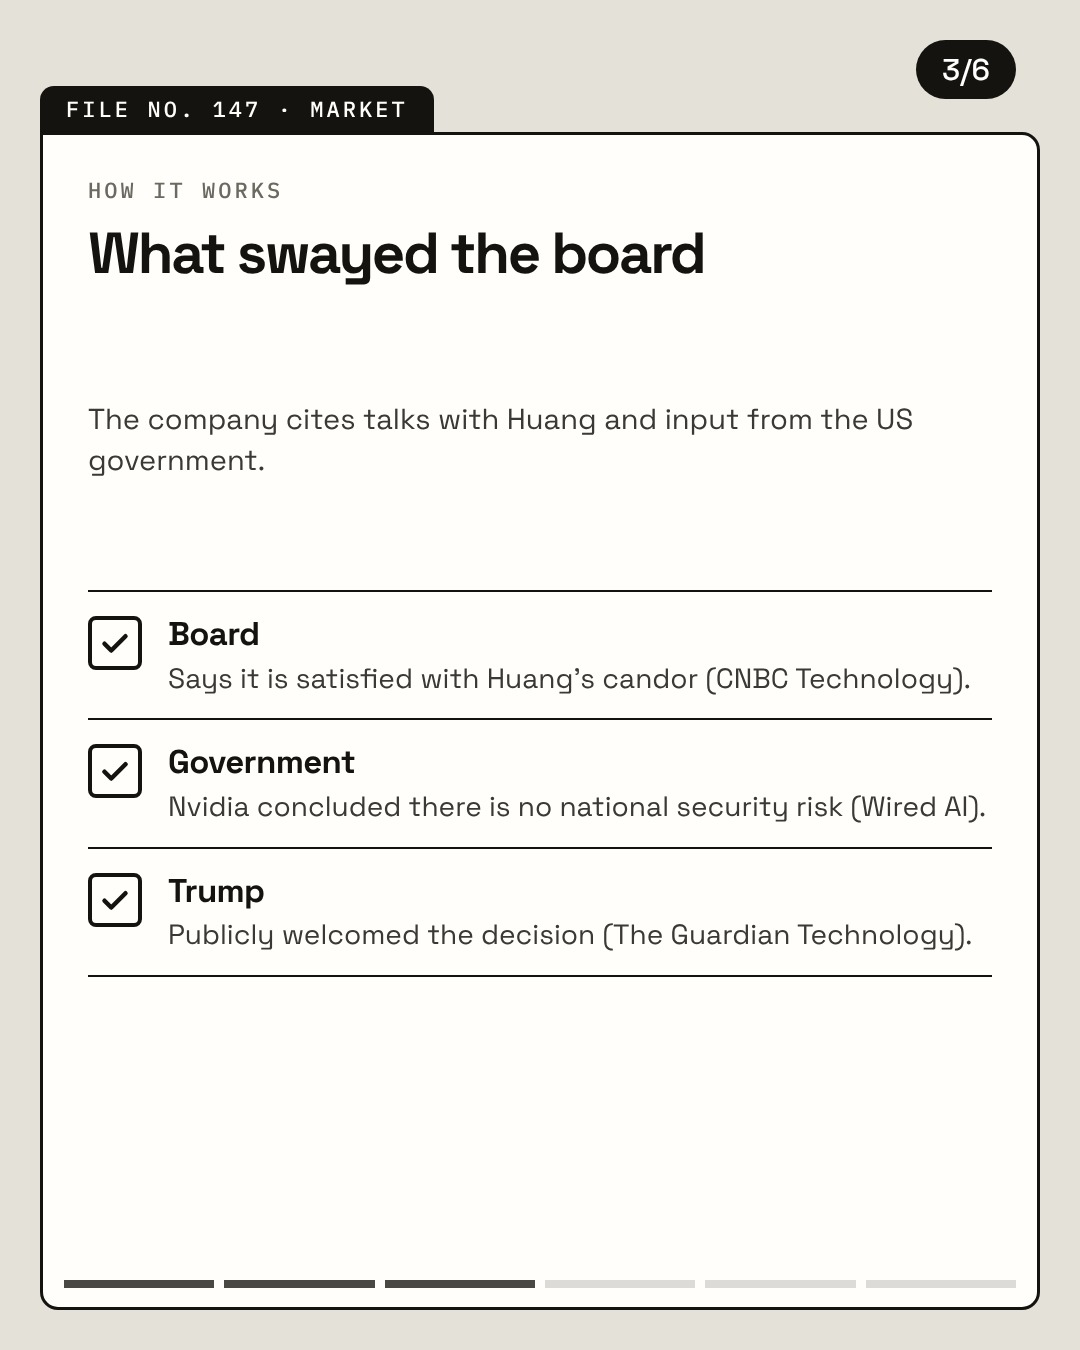 3/6
FILE NO. 147 · MARKET
HOW IT WORKS
What swayed the board
The company cites talks with Huang and input from the US
government.
Board
Says it is satisfied with Huang’s candor (CNBC Technology).
Government
Nvidia concluded there is no national security risk (Wired AI).
Trump
Publicly welcomed the decision (The Guardian Technology).